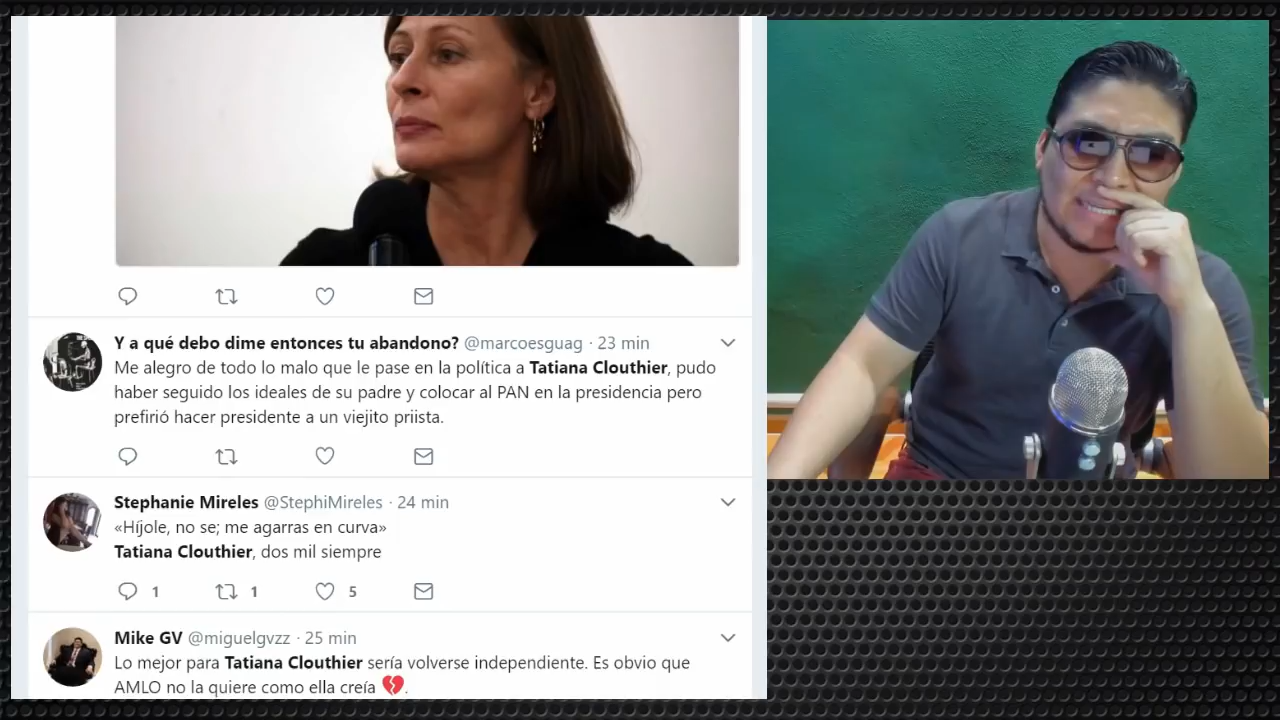 Y a qué debo dime entonces tu abandono? @marcoesguag · 23 min
Me alegro de todo lo malo que le pase en la política a Tatiana Clouthier, pudo
haber seguido los ideales de su padre y colocar al PAN en la presidencia pero
prefirió hacer presidente a un viejito priista.
Stephanie Mireles @StephiMireles · 24 min
«Híjole, no se; me agarras en curva»
Tatiana Clouthier, dos mil siempre
1 1 5
Mike GV @miguelgvzz · 25 min
Lo mejor para Tatiana Clouthier sería volverse independiente. Es obvio que
AMLO no la quiere como ella creía 💔.